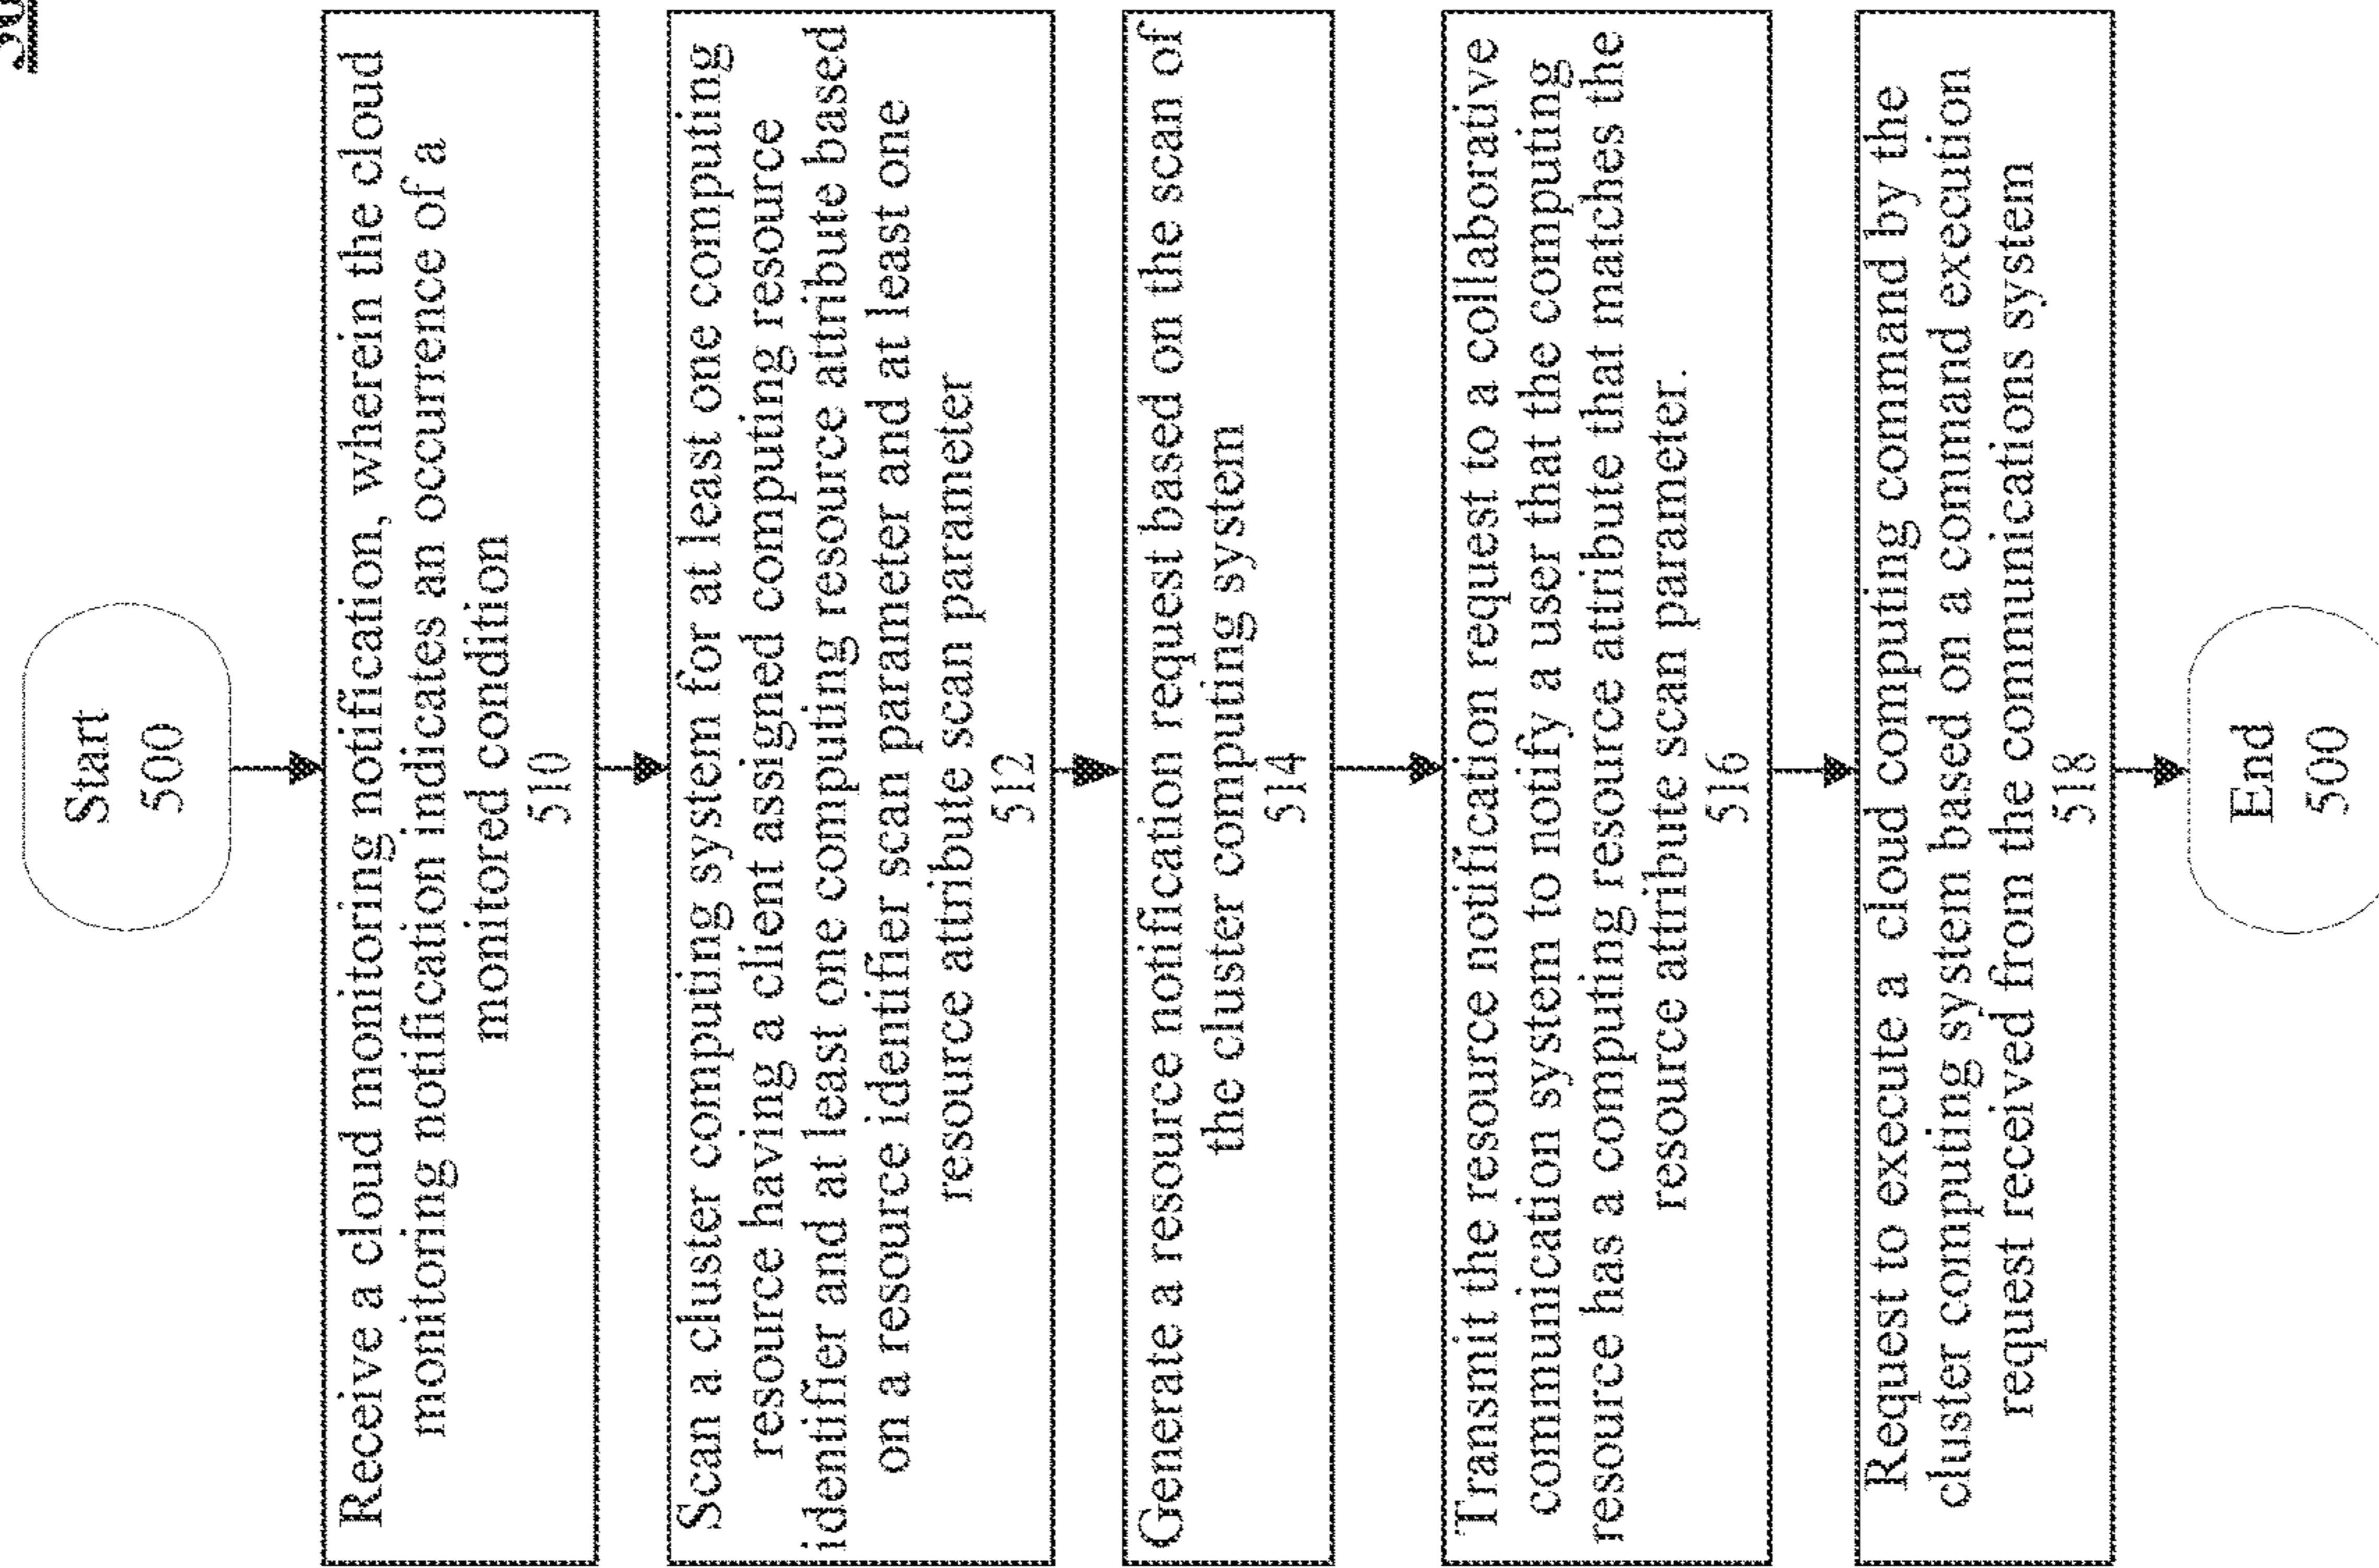 Start
500
Receive a cloud monitoring notification, wherein the cloud
monitoring notification indicates an occurrence of a
monitored condition
510
Scan a cluster computing system for at least one computing
resource having a client assigned computing resource
identifier and at least one computing resource attribute based
on a resource identifier scan parameter and at least one
resource attribute scan parameter
512
Generate a resource notification request based on the scan of
the cluster computing system
514
Transmit the resource notification request to a collaborative
communication system to notify a user that the computing
resource has a computing resource attribute that matches the
resource attribute scan parameter.
516
Request to execute a cloud computing command by the
cluster computing system based on a command execution
request received from the communications system
518
End
500